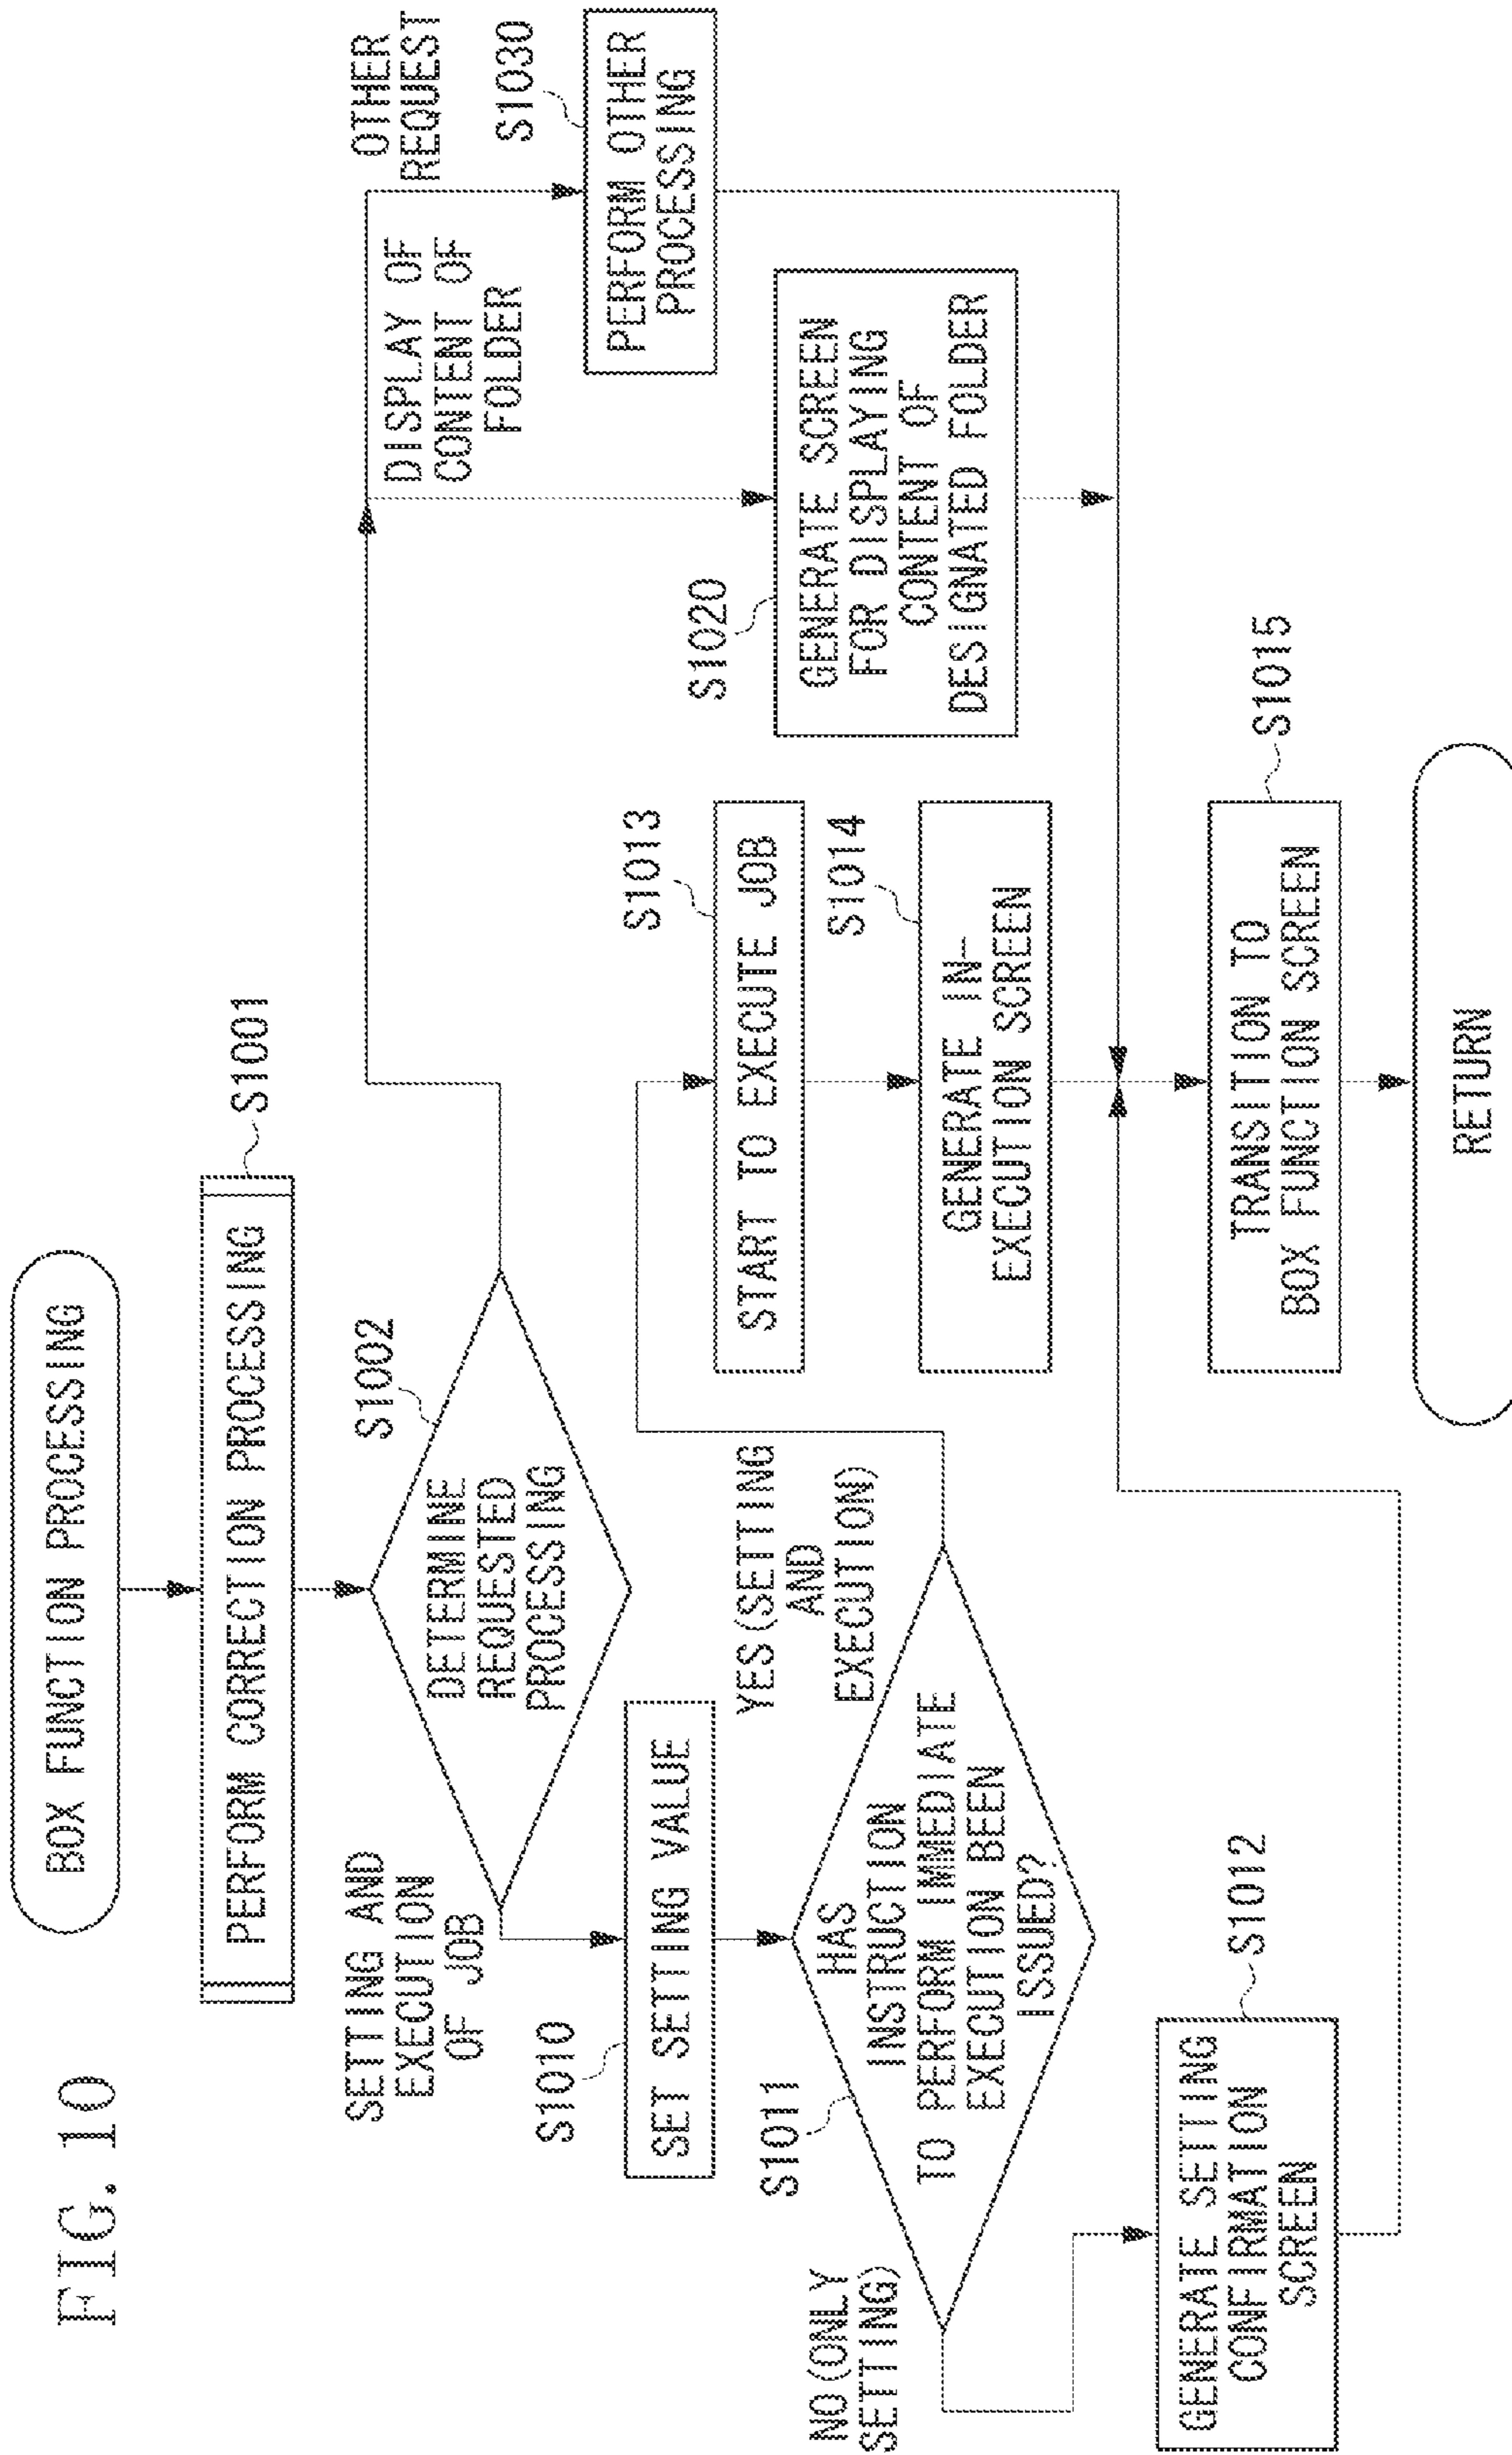 FIG. 10
BOX FUNCTION PROCESSING
S1001
PERFORM CORRECTION PROCESSING
S1002
DETERMINE
REQUESTED
PROCESSING
SETTING AND
EXECUTION
OF JOB
DISPLAY OF
CONTENT OF
FOLDER
OTHER
REQUEST
S1010
SET SETTING VALUE
S1011
HAS
INSTRUCTION
TO PERFORM IMMEDIATE
EXECUTION BEEN
ISSUED?
NO (ONLY
SETTING)
YES (SETTING
AND
EXECUTION)
S1012
GENERATE SETTING
CONFIRMATION
SCREEN
S1013
START TO EXECUTE JOB
S1014
GENERATE IN-
EXECUTION SCREEN
S1020
GENERATE SCREEN
FOR DISPLAYING
CONTENT OF
DESIGNATED FOLDER
S1030
PERFORM OTHER
PROCESSING
S1015
TRANSITION TO
BOX FUNCTION SCREEN
RETURN